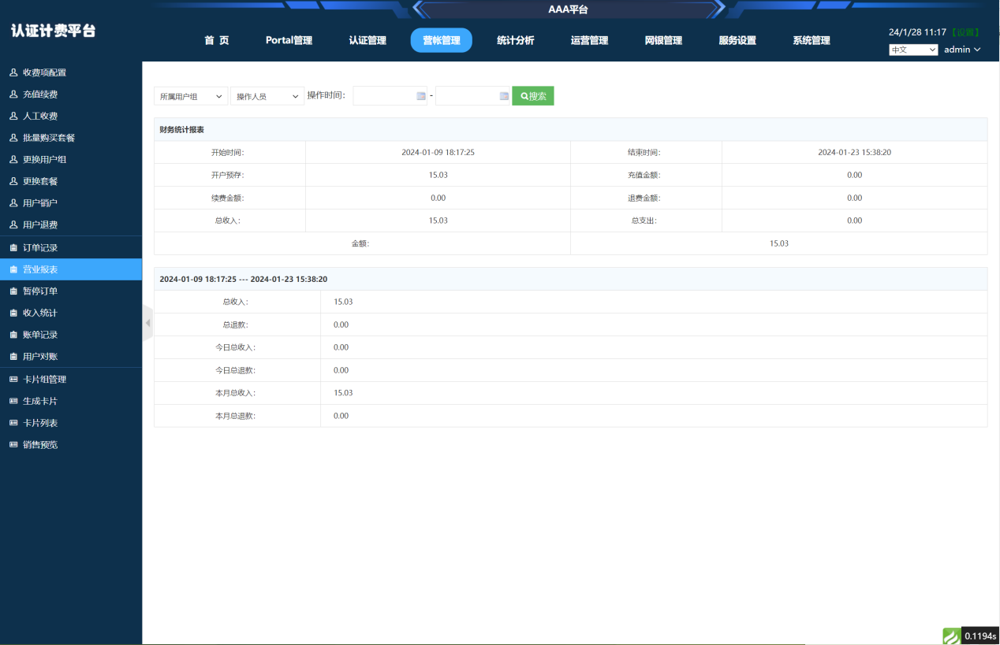 AAA平台
认证计费平台
首 页 Portal管理 认证管理 营帐管理 统计分析 运营管理 网银管理 服务设置 系统管理
24/1/28 11:17【设置】
中文 admin
收费项配置
充值续费
人工收费
批量购买套餐
更换用户组
更换套餐
用户销户
用户退费
订单记录
营业报表
暂停订单
收入统计
账单记录
用户对账
卡片组管理
生成卡片
卡片列表
销售预览
所属用户组 操作人员 操作时间: - 搜索
财务统计报表
开始时间: 2024-01-09 18:17:25 结束时间: 2024-01-23 15:38:20
开户预存: 15.03 充值金额: 0.00
续费金额: 0.00 退费金额: 0.00
总收入: 15.03 总支出: 0.00
金额: 15.03
2024-01-09 18:17:25 --- 2024-01-23 15:38:20
总收入: 15.03
总退款: 0.00
今日总收入: 0.00
今日总退款: 0.00
本月总收入: 15.03
本月总退款: 0.00
0.1194s